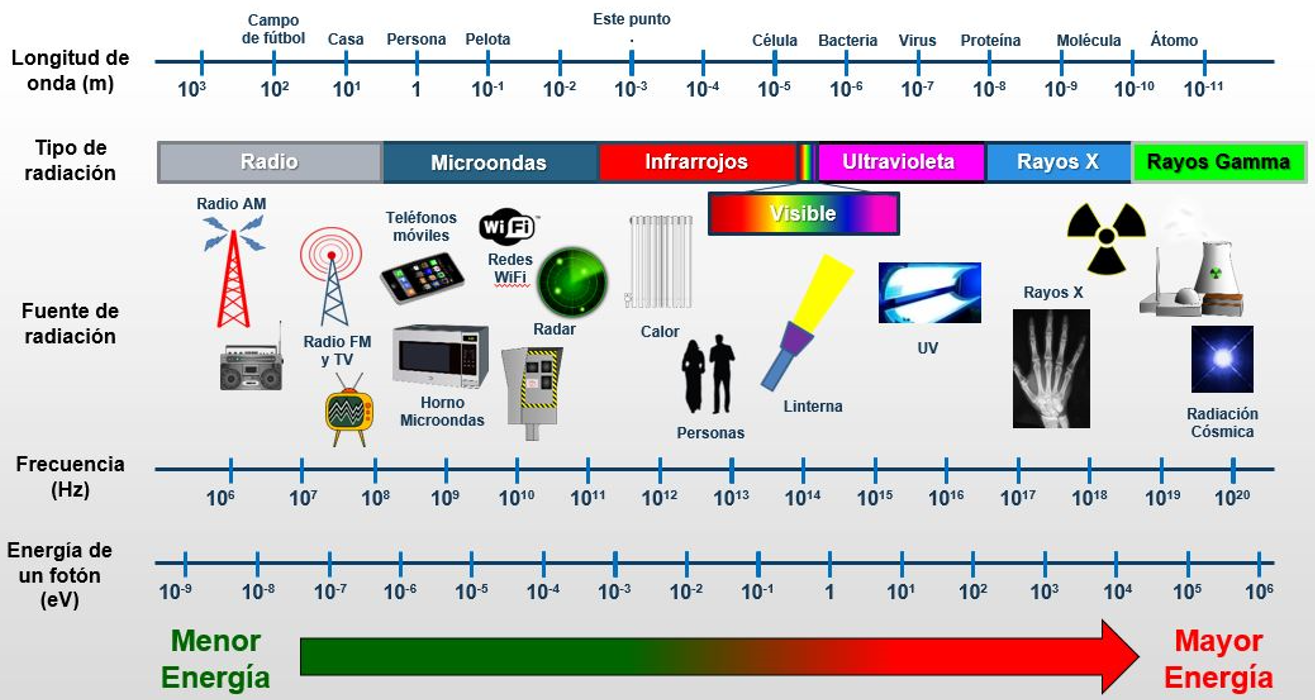 Campo
de fútbol
Casa
Persona
Pelota
Este punto
.
Célula
Bacteria
Virus
Proteína
Molécula
Átomo
Longitud de
onda (m)
10³ 10² 10¹ 1 10⁻¹ 10⁻² 10⁻³ 10⁻⁴ 10⁻⁵ 10⁻⁶ 10⁻⁷ 10⁻⁸ 10⁻⁹ 10⁻¹⁰ 10⁻¹¹
Tipo de
radiación
Radio
Microondas
Infrarrojos
Ultravioleta
Rayos X
Rayos Gamma
Visible
Fuente de
radiación
Radio AM
Radio FM
y TV
Teléfonos
móviles
Horno
Microondas
WiFi
Redes
WiFi
Radar
Calor
Personas
Linterna
UV
Rayos X
Radiación
Cósmica
Frecuencia
(Hz)
10⁶ 10⁷ 10⁸ 10⁹ 10¹⁰ 10¹¹ 10¹² 10¹³ 10¹⁴ 10¹⁵ 10¹⁶ 10¹⁷ 10¹⁸ 10¹⁹ 10²⁰
Energía de
un fotón
(eV)
10⁻⁹ 10⁻⁸ 10⁻⁷ 10⁻⁶ 10⁻⁵ 10⁻⁴ 10⁻³ 10⁻² 10⁻¹ 1 10¹ 10² 10³ 10⁴ 10⁵ 10⁶
Menor
Energía
Mayor
Energía